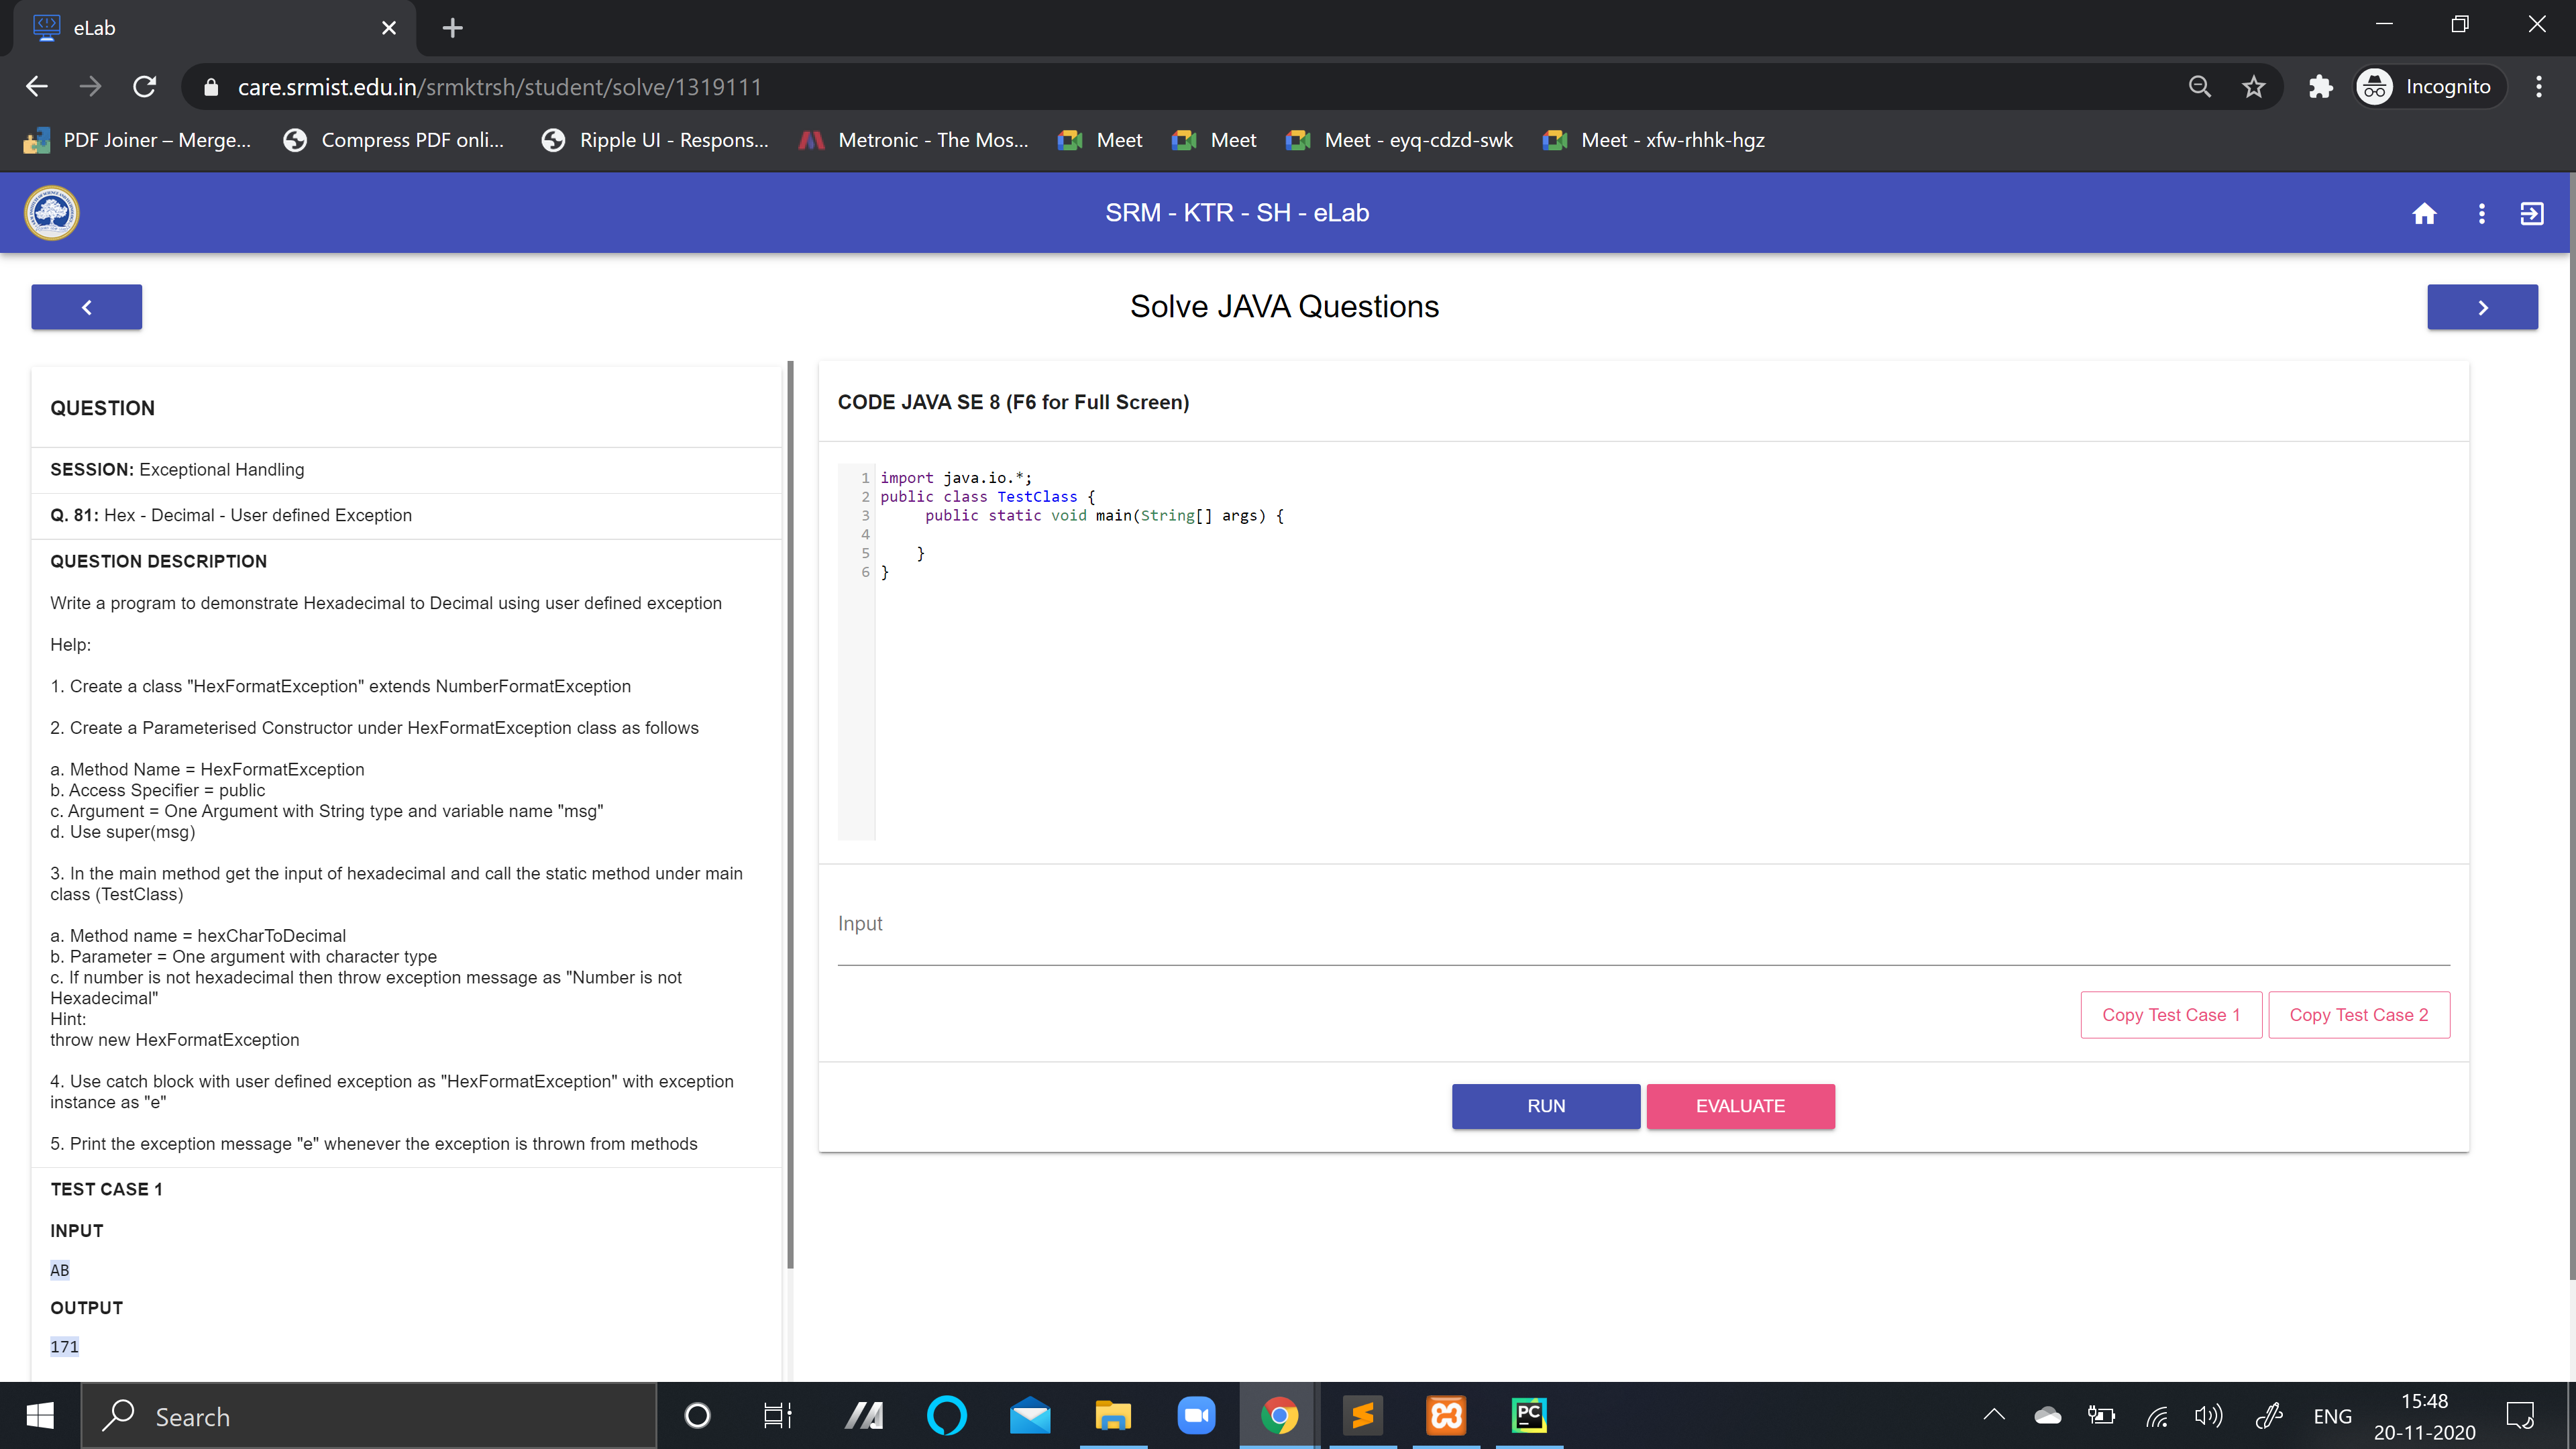 eLab
care.srmist.edu.in/srmktrsh/student/solve/1319111
Incognito
PDF Joiner – Merge...
Compress PDF onli...
Ripple UI - Respons...
Metronic - The Mos...
Meet
Meet
Meet - eyq-cdzd-swk
Meet - xfw-rhhk-hgz
SRM - KTR - SH - eLab
Solve JAVA Questions
QUESTION
SESSION: Exceptional Handling
Q. 81: Hex - Decimal - User defined Exception
QUESTION DESCRIPTION
Write a program to demonstrate Hexadecimal to Decimal using user defined exception
Help:
1. Create a class "HexFormatException" extends NumberFormatException
2. Create a Parameterised Constructor under HexFormatException class as follows
a. Method Name = HexFormatException
b. Access Specifier = public
c. Argument = One Argument with String type and variable name "msg"
d. Use super(msg)
3. In the main method get the input of hexadecimal and call the static method under main
class (TestClass)
a. Method name = hexCharToDecimal
b. Parameter = One argument with character type
c. If number is not hexadecimal then throw exception message as "Number is not
Hexadecimal"
Hint:
throw new HexFormatException
4. Use catch block with user defined exception as "HexFormatException" with exception
instance as "e"
5. Print the exception message "e" whenever the exception is thrown from methods
TEST CASE 1
INPUT
AB
OUTPUT
171
CODE JAVA SE 8 (F6 for Full Screen)
1 import java.io.*;
2 public class TestClass {
3 public static void main(String[] args) {
4
5 }
6 }
Input
Copy Test Case 1
Copy Test Case 2
RUN
EVALUATE
Search
PC
ENG
15:48
20-11-2020